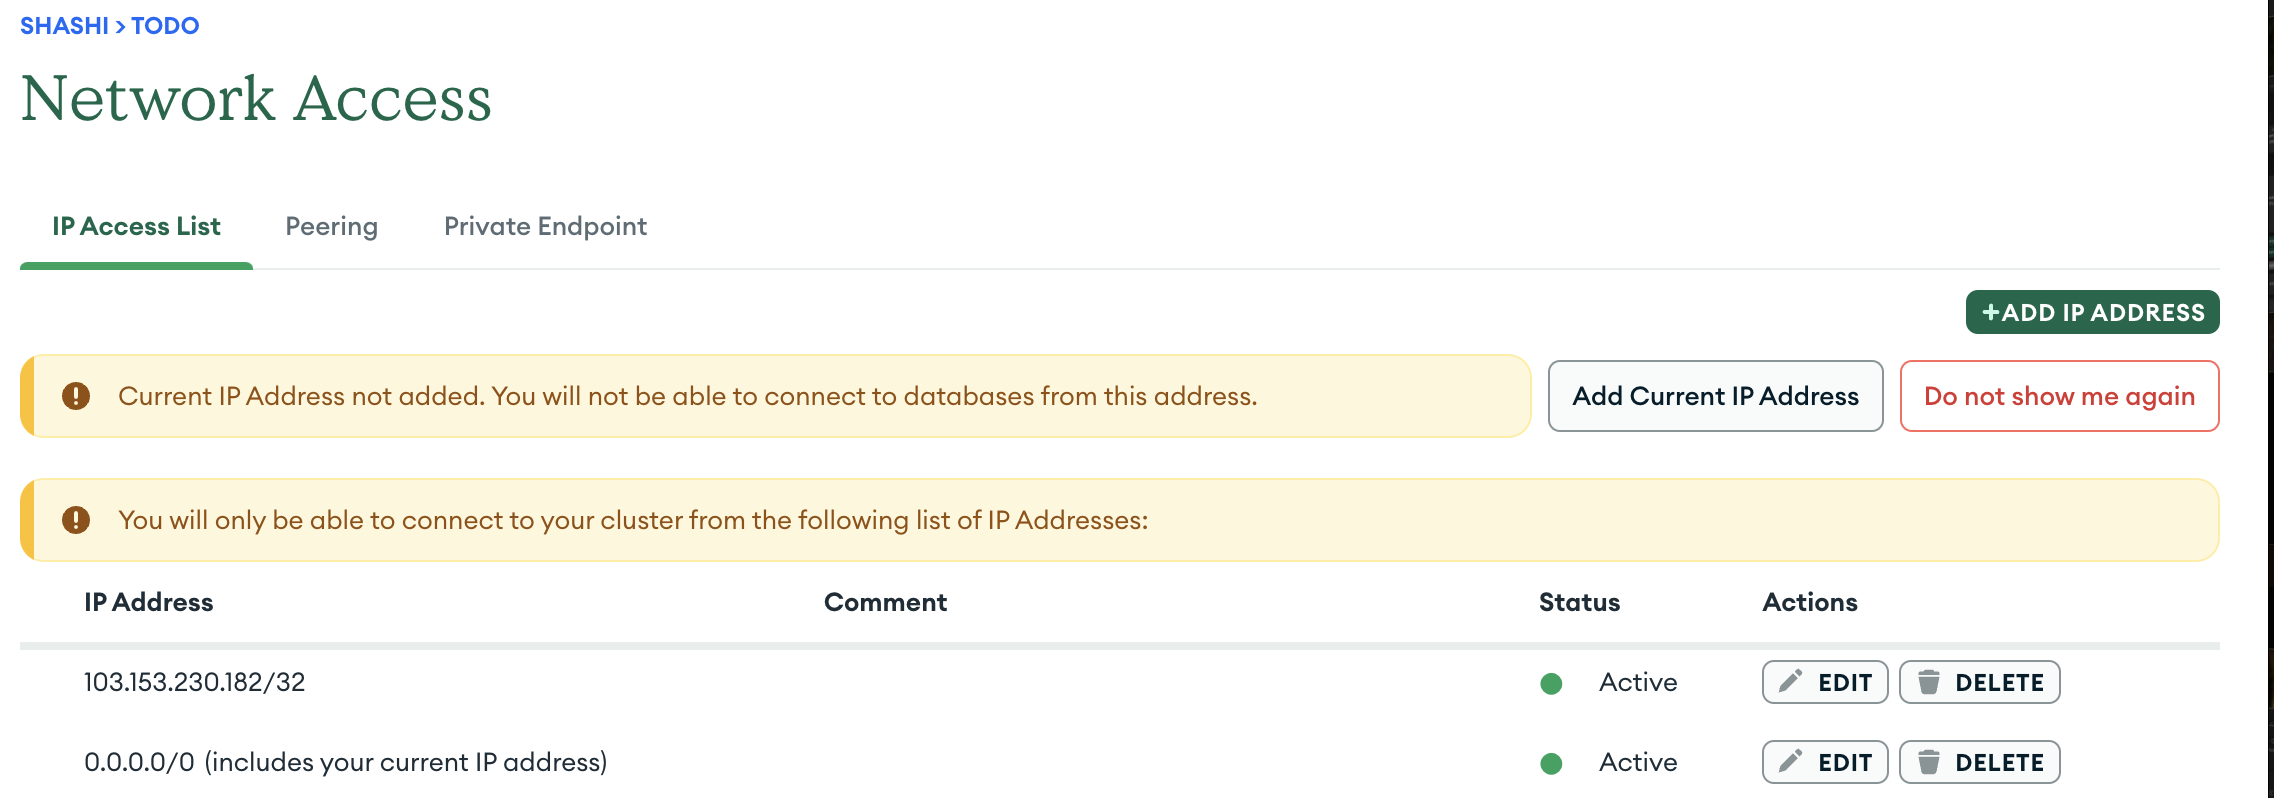 SHASHI > TODO
Network Access
IP Access List Peering Private Endpoint
+ADD IP ADDRESS
Current IP Address not added. You will not be able to connect to databases from this address. Add Current IP Address Do not show me again
You will only be able to connect to your cluster from the following list of IP Addresses:
IP Address Comment Status Actions
103.153.230.182/32 Active EDIT DELETE
0.0.0.0/0 (includes your current IP address) Active EDIT DELETE